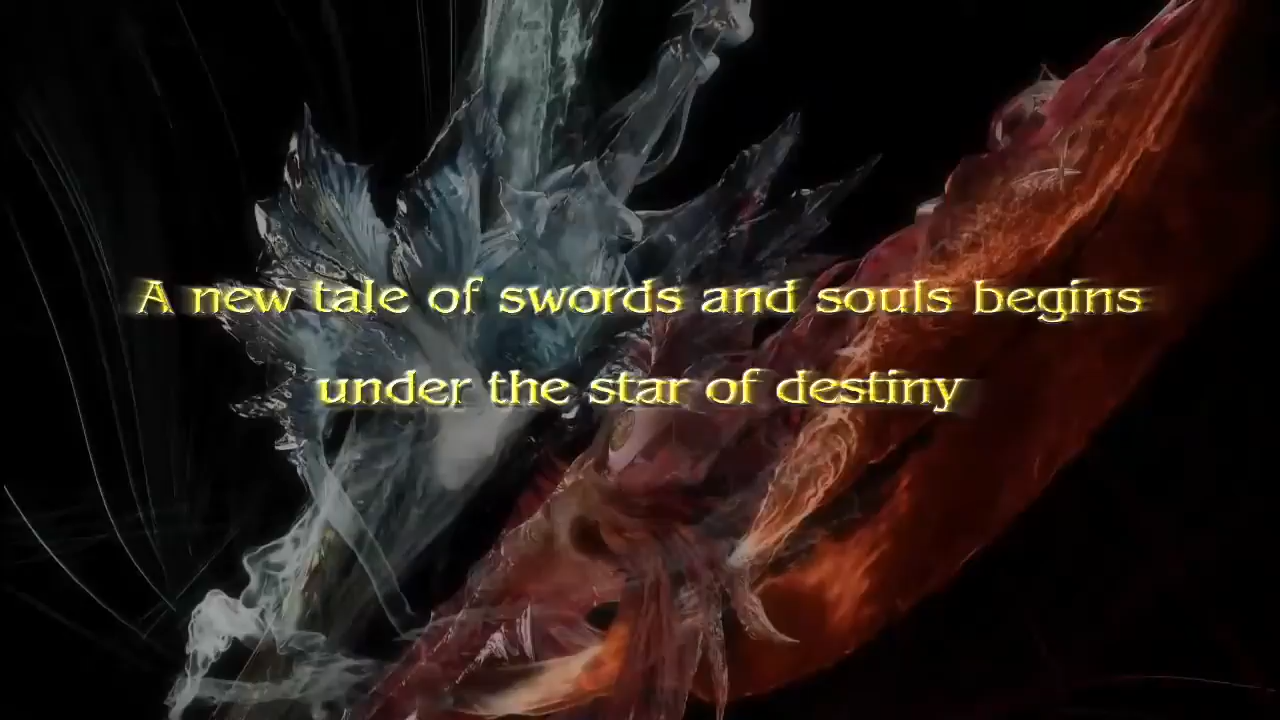 A new tale of swords and souls begins
under the star of destiny